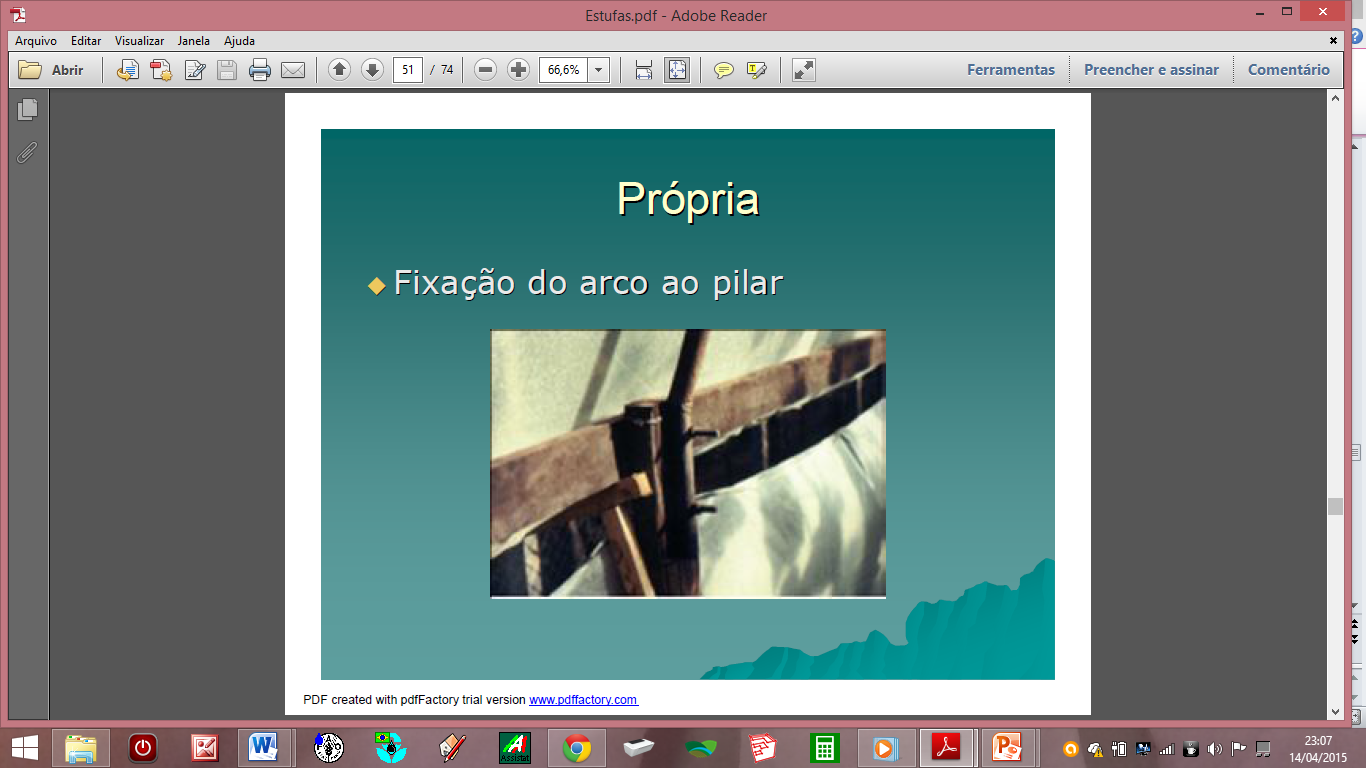 Estufas.pdf - Adobe Reader
Arquivo Editar Visualizar Janela Ajuda
Abrir 51 / 74 66,6% Ferramentas Preencher e assinar Comentário
Própria
Fixação do arco ao pilar
PDF created with pdfFactory trial version www.pdffactory.com
23:07
14/04/2015